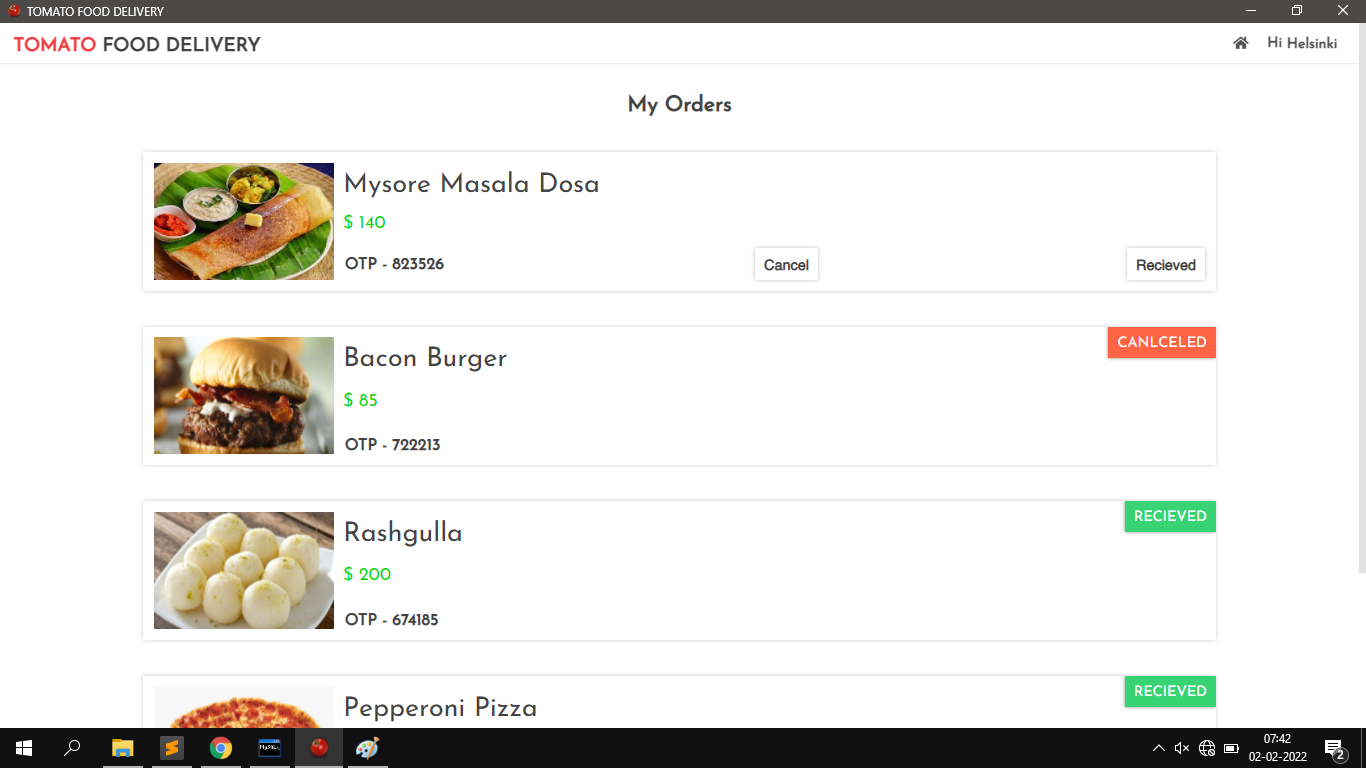 TOMATO FOOD DELIVERY
TOMATO FOOD DELIVERY
Hi Helsinki
My Orders
Mysore Masala Dosa
$ 140
OTP - 823526
Cancel
Recieved
CANLCELED
Bacon Burger
$ 85
OTP - 722213
RECIEVED
Rashgulla
$ 200
OTP - 674185
RECIEVED
Pepperoni Pizza
MySQL
07:42
02-02-2022
2